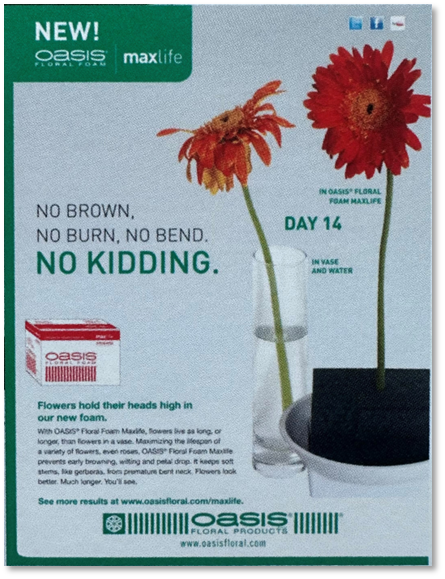 NEW!
OASIS®
FLORAL FOAM
maxlife
IN OASIS® FLORAL
FOAM MAXLIFE
NO BROWN,
NO BURN, NO BEND.
NO KIDDING.
DAY 14
IN VASE
AND WATER
OASIS
FLORAL FOAM
Flowers hold their heads high in
our new foam.
With OASIS® Floral Foam Maxlife, flowers live as long, or
longer, than flowers in a vase. Maximizing the lifespan of
a variety of flowers, even roses. OASIS® Floral Foam Maxlife
prevents early browning, wilting and petal drop. It keeps soft
stems, like gerberas, from premature bent neck. Flowers look
better. Much longer. You'll see.
See more results at www.oasisfloral.com/maxlife.
OASIS®
FLORAL PRODUCTS
www.oasisfloral.com